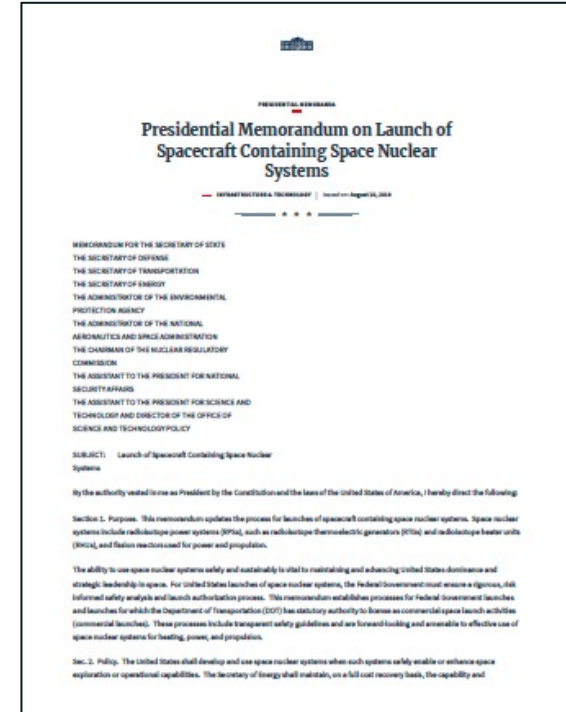 PRESIDENTIAL MEMORANDA
Presidential Memorandum on Launch of
Spacecraft Containing Space Nuclear
Systems
INFRASTRUCTURE & TECHNOLOGY | Issued on: August 20, 2019
MEMORANDUM FOR THE SECRETARY OF STATE
THE SECRETARY OF DEFENSE
THE SECRETARY OF TRANSPORTATION
THE SECRETARY OF ENERGY
THE ADMINISTRATOR OF THE ENVIRONMENTAL
PROTECTION AGENCY
THE ADMINISTRATOR OF THE NATIONAL
AERONAUTICS AND SPACE ADMINISTRATION
THE CHAIRMAN OF THE NUCLEAR REGULATORY
COMMISSION
THE ASSISTANT TO THE PRESIDENT FOR NATIONAL
SECURITY AFFAIRS
THE ASSISTANT TO THE PRESIDENT FOR SCIENCE AND
TECHNOLOGY AND DIRECTOR OF THE OFFICE OF
SCIENCE AND TECHNOLOGY POLICY
SUBJECT: Launch of Spacecraft Containing Space Nuclear
Systems
By the authority vested in me as President by the Constitution and the laws of the United States of America, I hereby direct the following:
Section 1. Purpose. This memorandum updates the process for launches of spacecraft containing space nuclear systems. Space nuclear
systems include radioisotope power systems (RPSs), such as radioisotope thermoelectric generators (RTGs) and radioisotope heater units
(RHUs), and fission reactors used for power and propulsion.
The ability to use space nuclear systems safely and sustainably is vital to maintaining and advancing United States dominance and
strategic leadership in space. For United States launches of space nuclear systems, the Federal Government must ensure a rigorous, risk
informed safety analysis and launch authorization process. This memorandum establishes processes for Federal Government launches
and launches for which the Department of Transportation (DOT) has statutory authority to license as commercial space launch activities
(commercial launches). These processes include transparent safety guidelines and are forward-looking and amenable to effective use of
space nuclear systems for heating, power, and propulsion.
Sec. 2. Policy. The United States shall develop and use space nuclear systems when such systems safely enable or enhance space
exploration or operational capabilities. The Secretary of Energy shall maintain, on a full cost recovery basis, the capability and